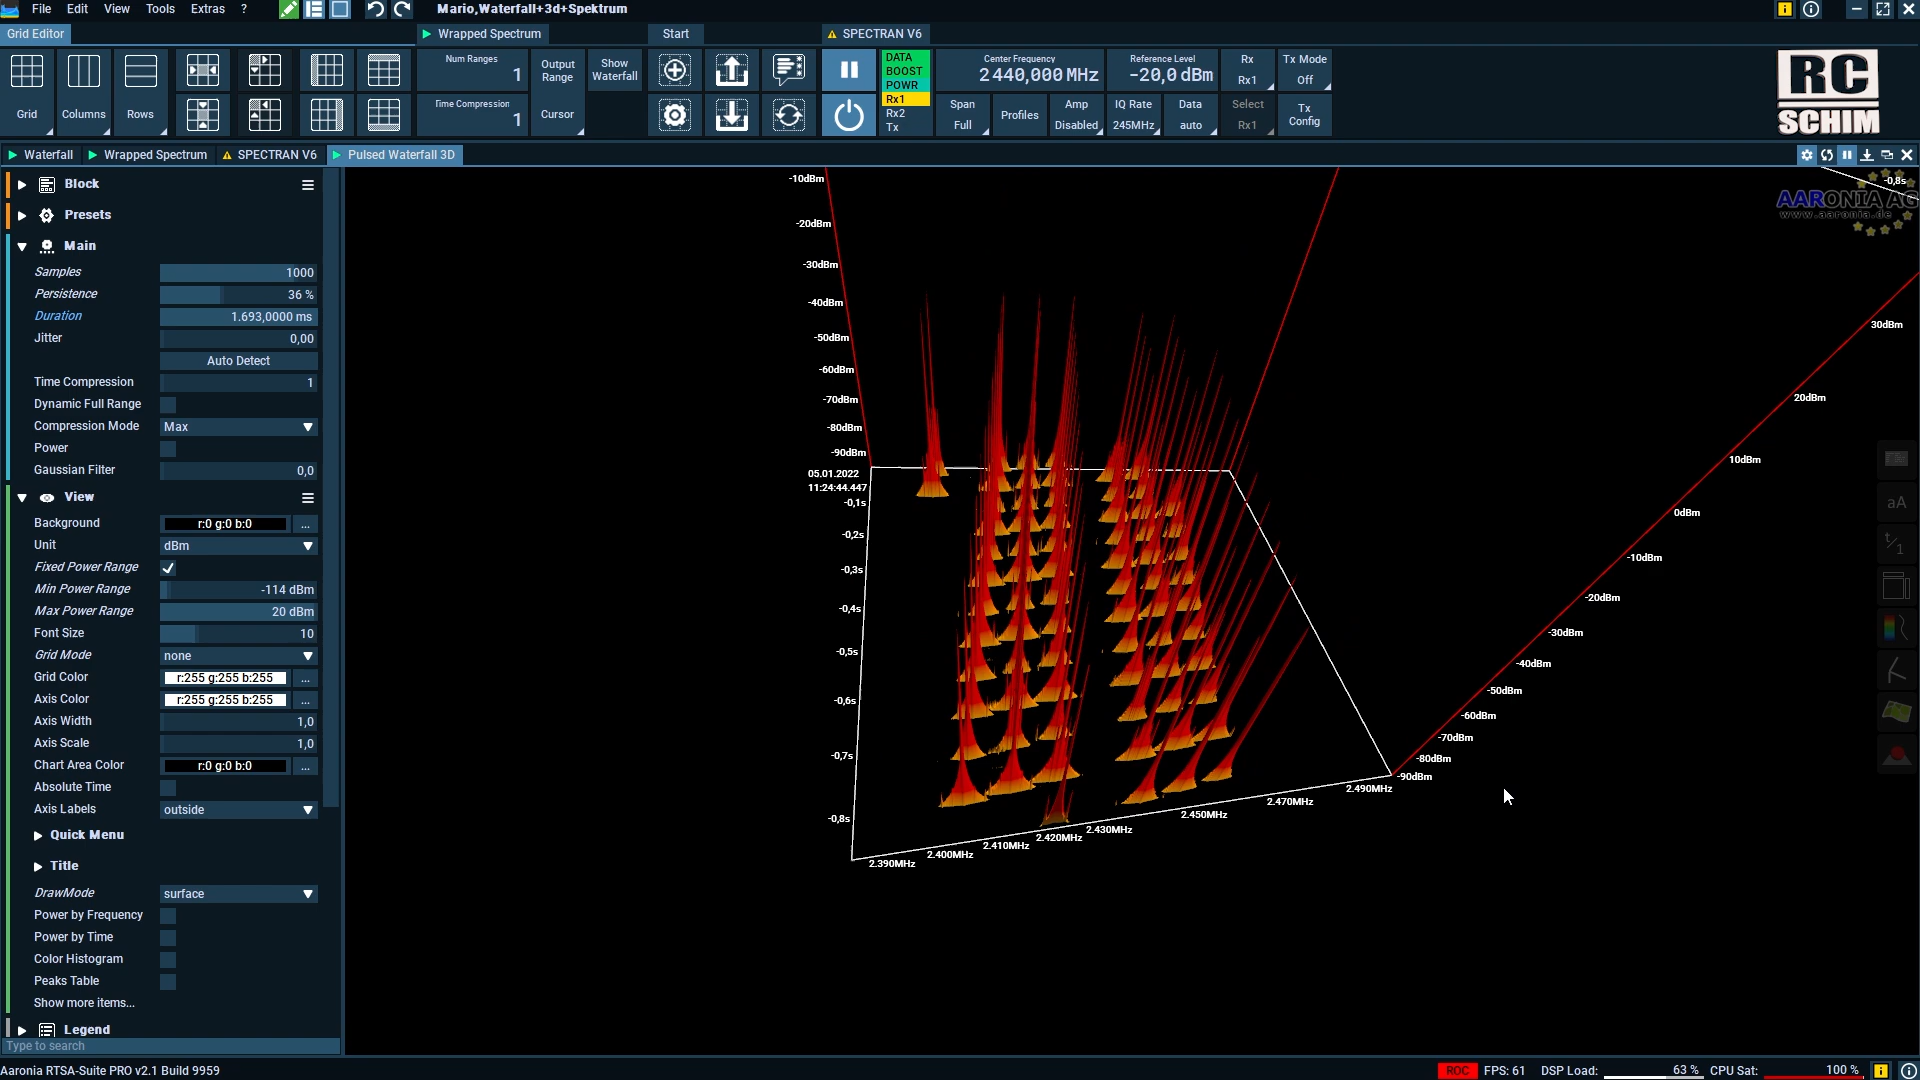 File Edit View Tools Extras ? Mario,Waterfall+3d+Spektrum
Grid Editor Wrapped Spectrum Start SPECTRAN V6
Num Ranges
1
Time Compression
1
Output
Range
Cursor
Show
Waterfall
Grid Columns Rows
DATA
BOOST
POWR
Rx1
Rx2
Tx
Center Frequency
2 440,000 MHz
Reference Level
-20,0 dBm
Rx
Rx1
Tx Mode
Off
Span
Full
Profiles
Amp
Disabled
IQ Rate
245MHz
Data
auto
Select
Rx1
Tx
Config
RC
SCHIM
Waterfall Wrapped Spectrum SPECTRAN V6 Pulsed Waterfall 3D
Block
Presets
Main
Samples 1000
Persistence 36 %
Duration 1.693,0000 ms
Jitter 0,00
Auto Detect
Time Compression 1
Dynamic Full Range
Compression Mode Max
Power
Gaussian Filter 0,0
View
Background r:0 g:0 b:0 ...
Unit dBm
Fixed Power Range
Min Power Range -114 dBm
Max Power Range 20 dBm
Font Size 10
Grid Mode none
Grid Color r:255 g:255 b:255 ...
Axis Color r:255 g:255 b:255 ...
Axis Width 1,0
Axis Scale 1,0
Chart Area Color r:0 g:0 b:0 ...
Absolute Time
Axis Labels outside
Quick Menu
Title
DrawMode surface
Power by Frequency
Power by Time
Color Histogram
Peaks Table
Show more items...
Legend
Type to search
-10dBm
-20dBm
-30dBm
-40dBm
-50dBm
-60dBm
-70dBm
-80dBm
-90dBm
05.01.2022
11:24:44.447
-0,1s
-0,2s
-0,3s
-0,4s
-0,5s
-0,6s
-0,7s
-0,8s
2.390MHz
2.400MHz
2.410MHz
2.420MHz
2.430MHz
2.450MHz
2.470MHz
2.490MHz
-0,8s
AARONIA AG
www.aaronia.de
30dBm
20dBm
10dBm
0dBm
-10dBm
-20dBm
-30dBm
-40dBm
-50dBm
-60dBm
-70dBm
-80dBm
-90dBm
aA
t/1
Aaronia RTSA-Suite PRO v2.1 Build 9959 ROC FPS: 61 DSP Load: 63 % CPU Sat: 100 %